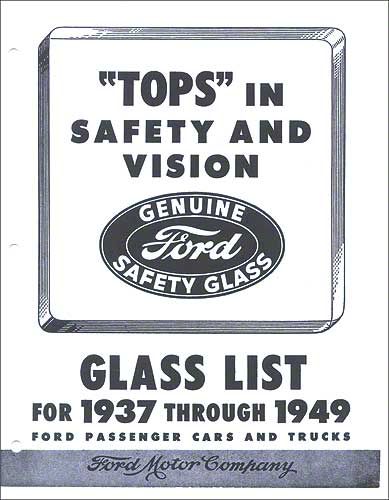 "TOPS" IN
SAFETY AND
VISION
GENUINE
Ford
SAFETY GLASS
GLASS LIST
FOR 1937 THROUGH 1949
FORD PASSENGER CARS AND TRUCKS
Ford Motor Company